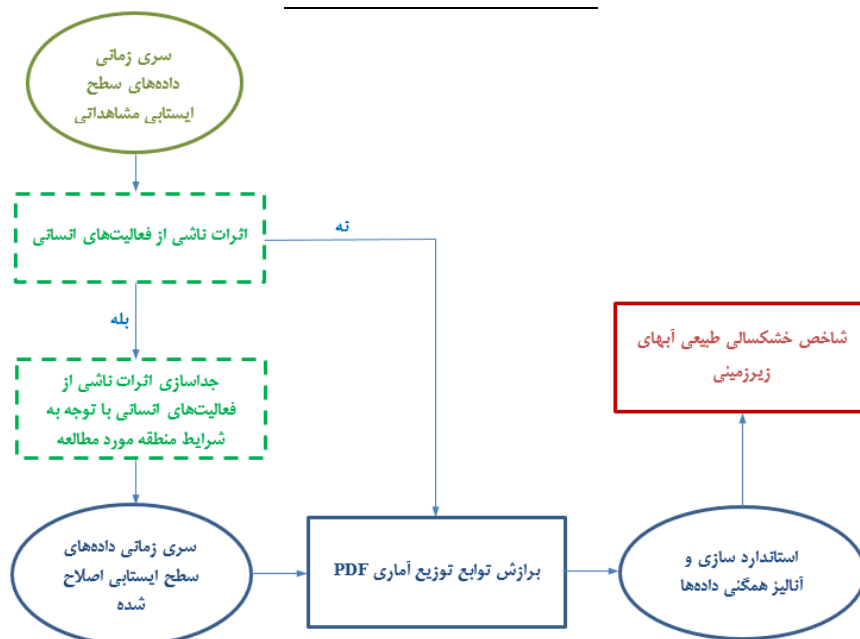 سری زمانی
داده‌های سطح
ایستابی مشاهداتی
اثرات ناشی از فعالیت‌های انسانی
نه
بله
جداسازی اثرات ناشی از
فعالیت‌های انسانی با توجه به
شرایط منطقه مورد مطالعه
سری زمانی داده‌های
سطح ایستابی اصلاح
شده
برازش توابع توزیع آماری PDF
استاندارد سازی و
آنالیز همگنی داده‌ها
شاخص خشکسالی طبیعی آبهای
زیرزمینی